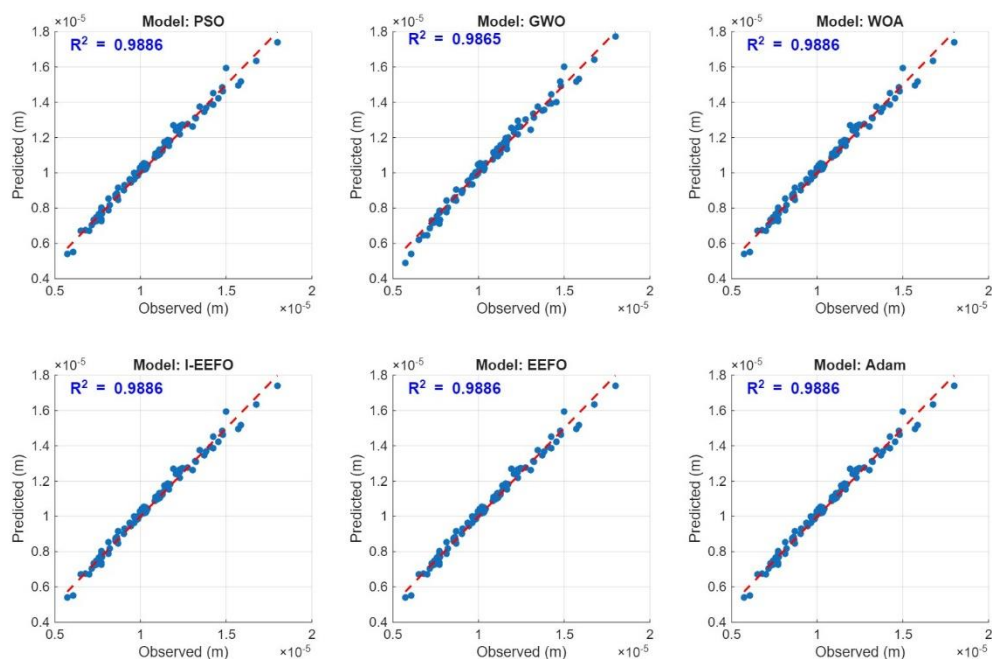 ×10⁻⁵ Model: PSO
R² = 0.9886
1.8
1.6
1.4
1.2
1
0.8
0.6
0.4
Predicted (m)
0.5 1 1.5 2
Observed (m) ×10⁻⁵
×10⁻⁵ Model: GWO
R² = 0.9865
1.8
1.6
1.4
1.2
1
0.8
0.6
0.4
Predicted (m)
0.5 1 1.5 2
Observed (m) ×10⁻⁵
×10⁻⁵ Model: WOA
R² = 0.9886
1.8
1.6
1.4
1.2
1
0.8
0.6
0.4
Predicted (m)
0.5 1 1.5 2
Observed (m) ×10⁻⁵
×10⁻⁵ Model: I-EEFO
R² = 0.9886
1.8
1.6
1.4
1.2
1
0.8
0.6
0.4
Predicted (m)
0.5 1 1.5 2
Observed (m) ×10⁻⁵
×10⁻⁵ Model: EEFO
R² = 0.9886
1.8
1.6
1.4
1.2
1
0.8
0.6
0.4
Predicted (m)
0.5 1 1.5 2
Observed (m) ×10⁻⁵
×10⁻⁵ Model: Adam
R² = 0.9886
1.8
1.6
1.4
1.2
1
0.8
0.6
0.4
Predicted (m)
0.5 1 1.5 2
Observed (m) ×10⁻⁵